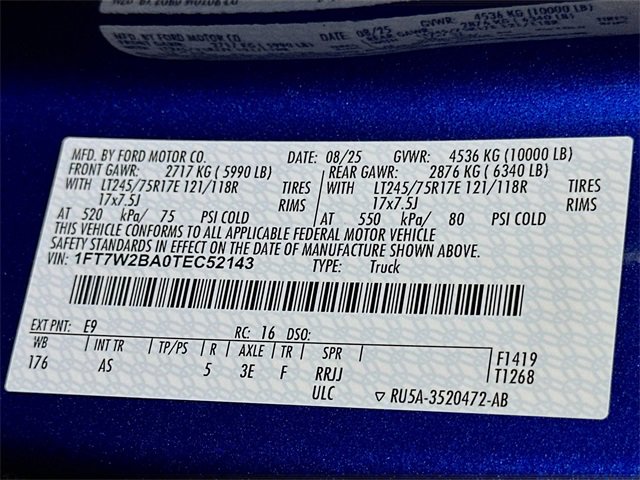 MFD. BY FORD MOTOR CO. DATE: 08/25 GVWR: 4536 KG (10000 LB)
FRONT GAWR: 2717 KG ( 5990 LB) REAR GAWR: 2876 KG ( 6340 LB)
WITH LT245/75R17E 121/118R TIRES WITH LT245/75R17E 121/118R TIRES
17x7.5J RIMS 17x7.5J RIMS
AT 520 kPa/ 75 PSI COLD AT 550 kPa/ 80 PSI COLD
THIS VEHICLE CONFORMS TO ALL APPLICABLE FEDERAL MOTOR VEHICLE
SAFETY STANDARDS IN EFFECT ON THE DATE OF MANUFACTURE SHOWN ABOVE.
VIN: 1FT7W2BA0TEC52143 TYPE: Truck
EXT PNT: E9 RC: 16 DSO:
WB INT TR TP/PS R AXLE TR SPR F1419
176 AS 5 3E F RRJJ T1268
ULC ▽ RU5A-3520472-AB